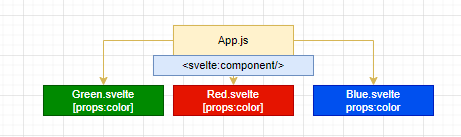 App.js
<svelte:component/>
Green.svelte
[props:color]
Red.svelte
[props:color]
Blue.svelte
props:color